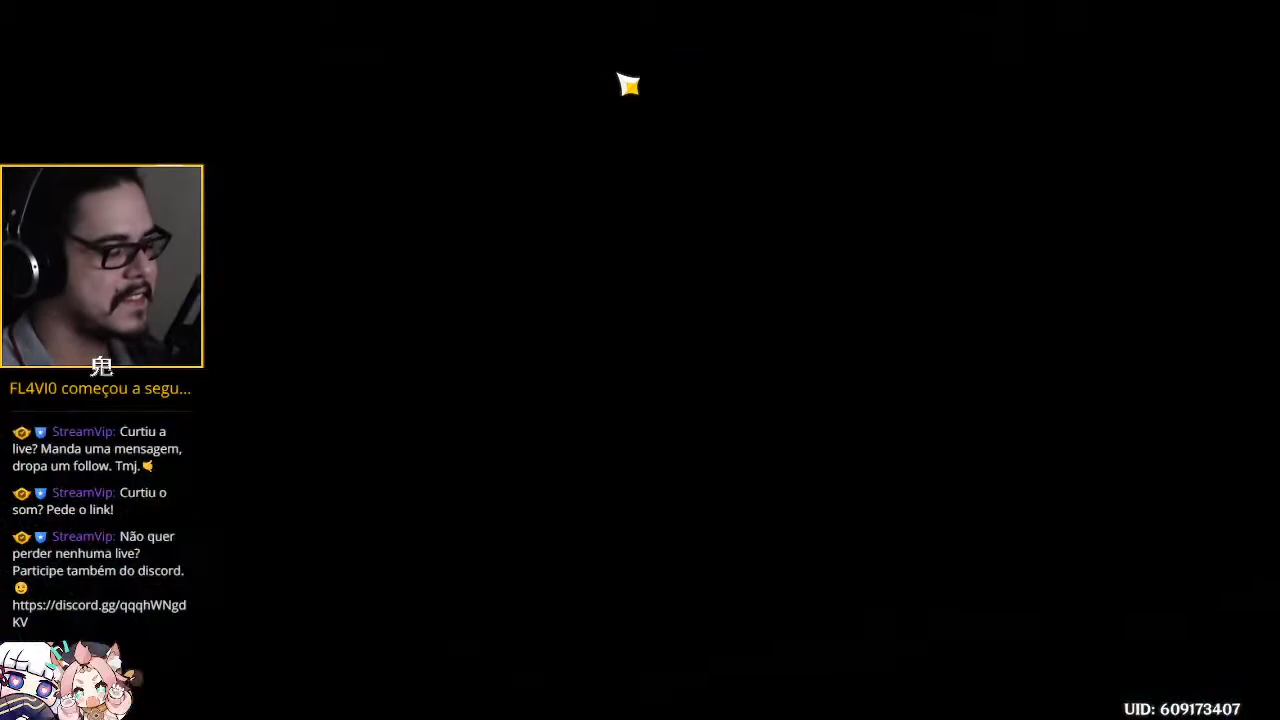 鬼
FL4VI0 começou a segu...
StreamVip: Curtiu a
live? Manda uma mensagem,
dropa um follow. Tmj.🤙
StreamVip: Curtiu o
som? Pede o link!
StreamVip: Não quer
perder nenhuma live?
Participe também do discord.
😉
https://discord.gg/qqqhWNgd
KV
UID: 609173407